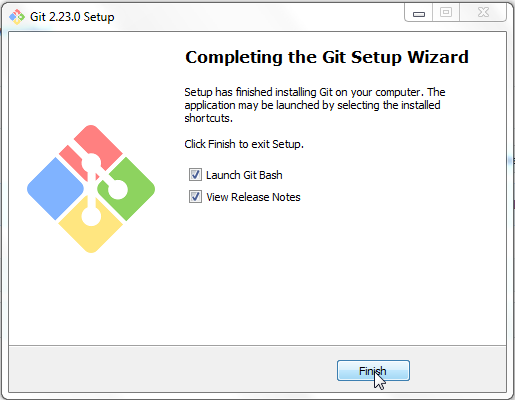 Git 2.23.0 Setup
Completing the Git Setup Wizard
Setup has finished installing Git on your computer. The
application may be launched by selecting the installed
shortcuts.
Click Finish to exit Setup.
Launch Git Bash
View Release Notes
Finish